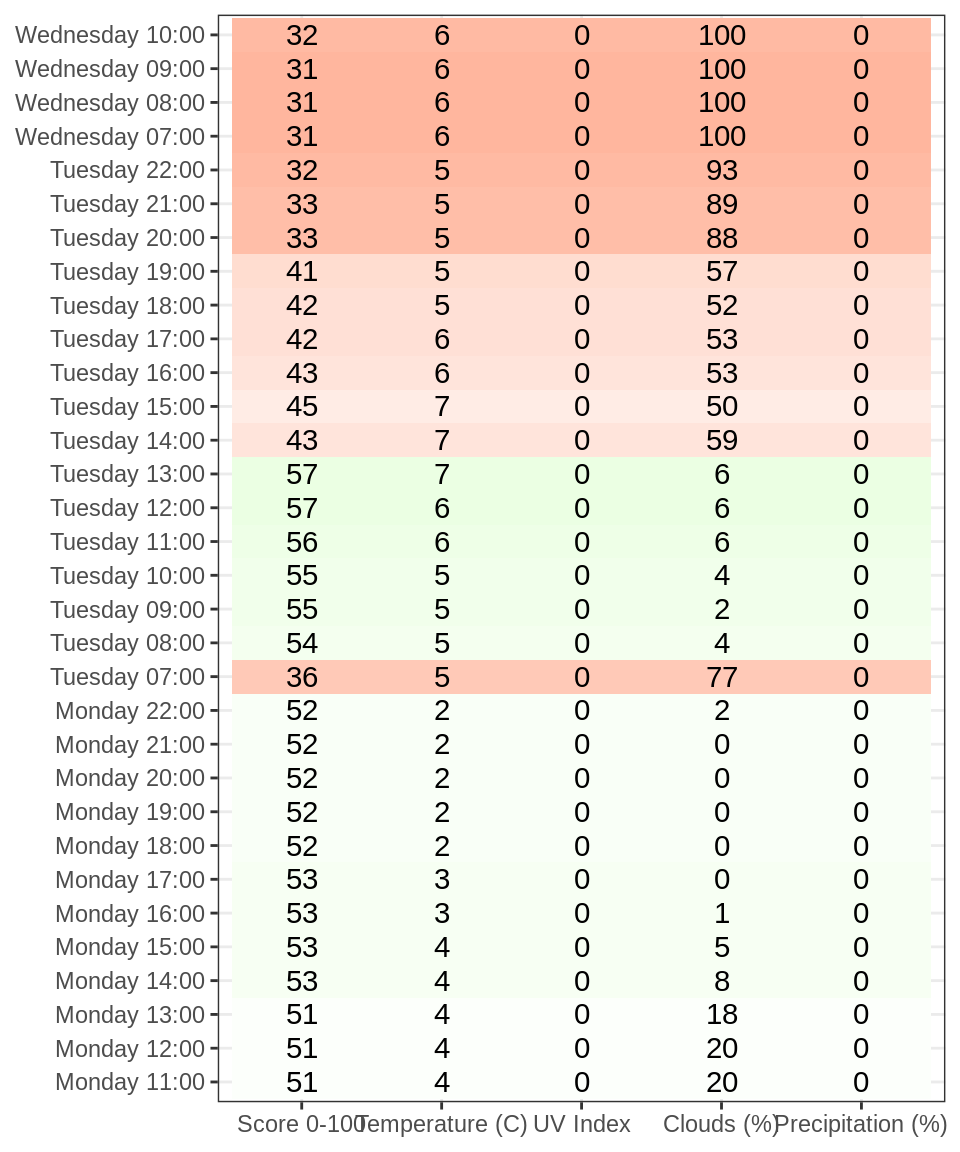 Wednesday 10:00 32 6 0 100 0
Wednesday 09:00 31 6 0 100 0
Wednesday 08:00 31 6 0 100 0
Wednesday 07:00 31 6 0 100 0
Tuesday 22:00 32 5 0 93 0
Tuesday 21:00 33 5 0 89 0
Tuesday 20:00 33 5 0 88 0
Tuesday 19:00 41 5 0 57 0
Tuesday 18:00 42 5 0 52 0
Tuesday 17:00 42 6 0 53 0
Tuesday 16:00 43 6 0 53 0
Tuesday 15:00 45 7 0 50 0
Tuesday 14:00 43 7 0 59 0
Tuesday 13:00 57 7 0 6 0
Tuesday 12:00 57 6 0 6 0
Tuesday 11:00 56 6 0 6 0
Tuesday 10:00 55 5 0 4 0
Tuesday 09:00 55 5 0 2 0
Tuesday 08:00 54 5 0 4 0
Tuesday 07:00 36 5 0 77 0
Monday 22:00 52 2 0 2 0
Monday 21:00 52 2 0 0 0
Monday 20:00 52 2 0 0 0
Monday 19:00 52 2 0 0 0
Monday 18:00 52 2 0 0 0
Monday 17:00 53 3 0 0 0
Monday 16:00 53 3 0 1 0
Monday 15:00 53 4 0 5 0
Monday 14:00 53 4 0 8 0
Monday 13:00 51 4 0 18 0
Monday 12:00 51 4 0 20 0
Monday 11:00 51 4 0 20 0
Score 0-100 Temperature (C) UV Index Clouds (%) Precipitation (%)